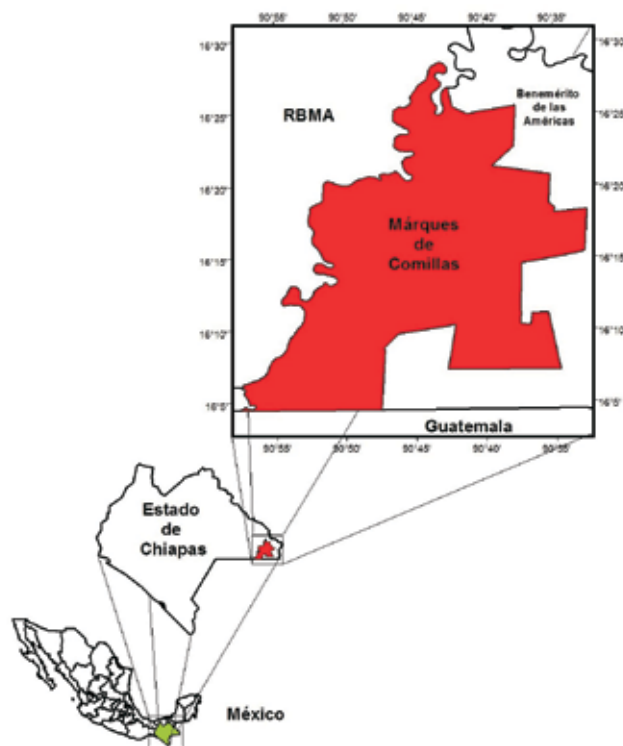 90°55'
90°50'
90°45'
90°40'
90°35'
16°30'
16°30'
RBMA
Benemérito
de las
Américas
16°25'
16°25'
16°20'
16°20'
Márques
de
Comillas
16°15'
16°15'
16°10'
16°10'
16°5'
16°5'
Guatemala
90°55'
90°50'
90°45'
90°40'
90°35'
Estado
de
Chiapas
México